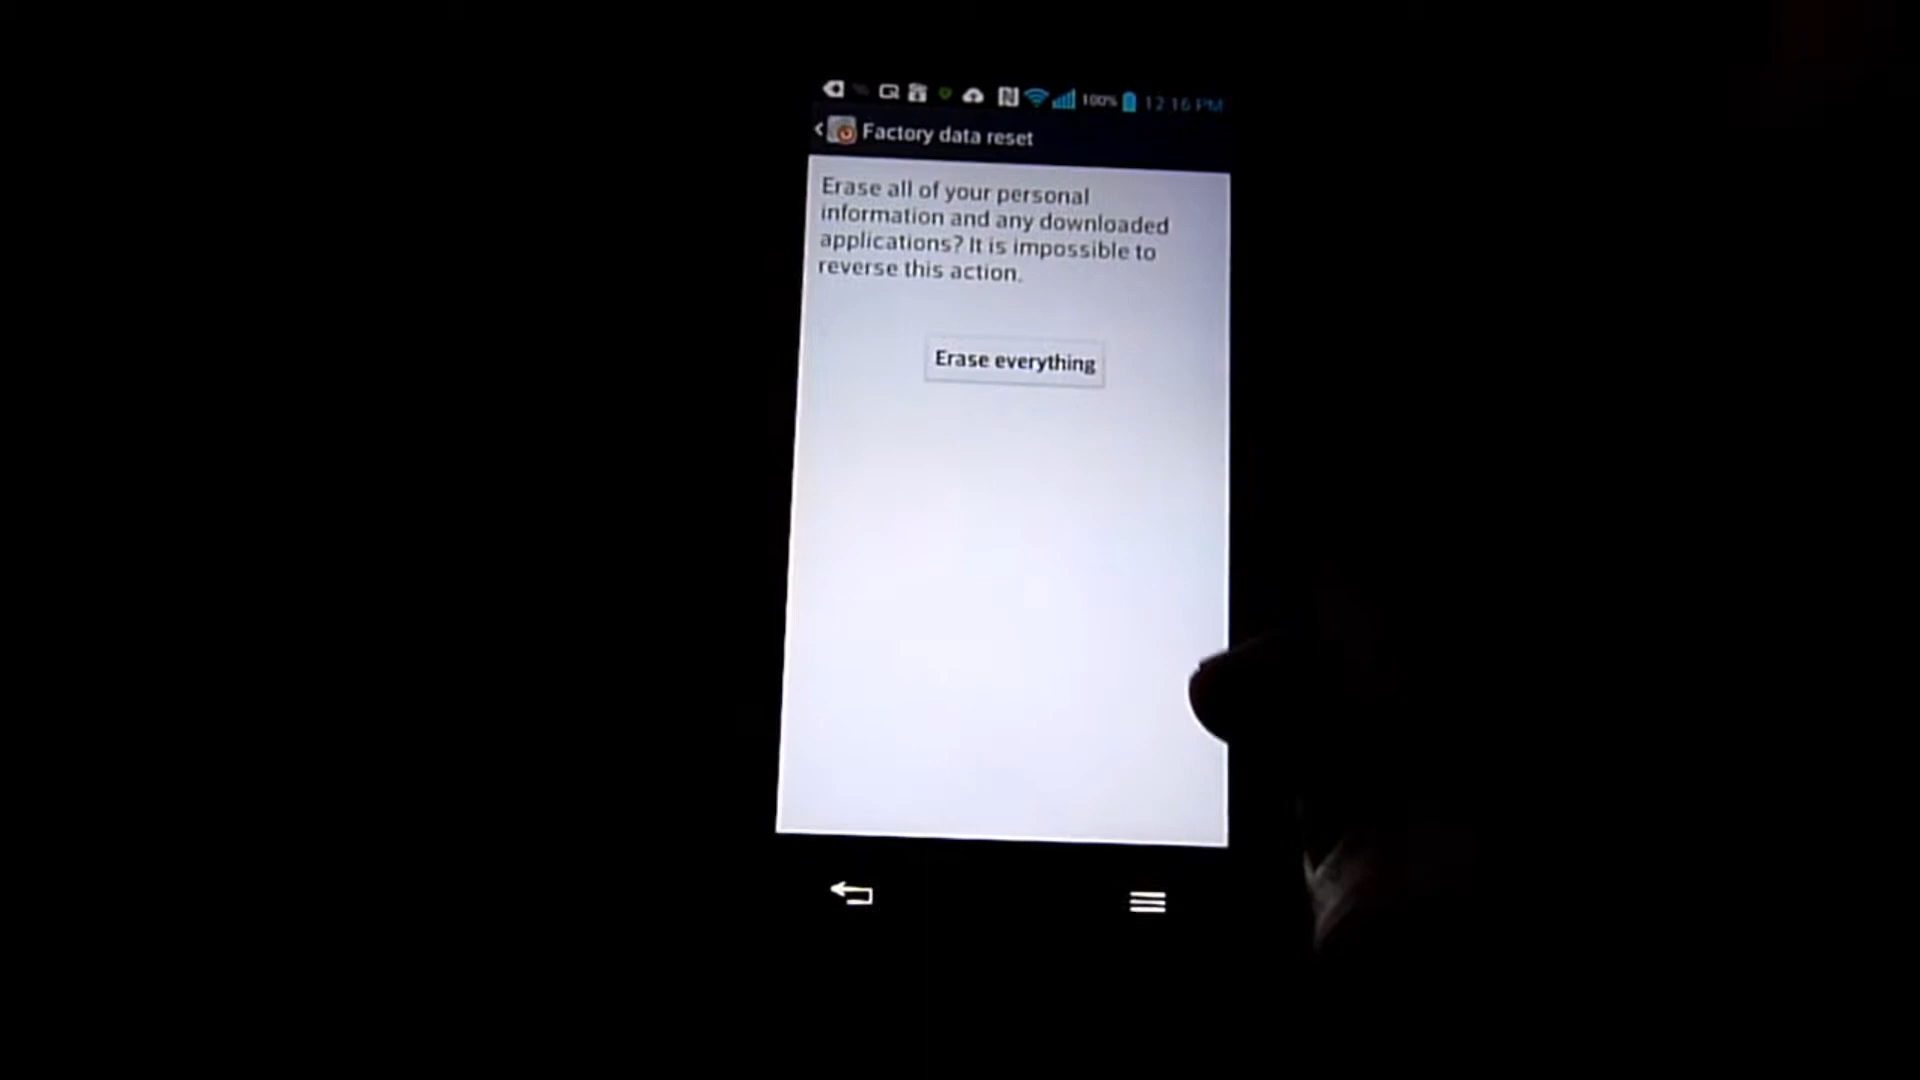 100% 12:16 PM
Factory data reset
Erase all of your personal
information and any downloaded
applications? It is impossible to
reverse this action.
Erase everything